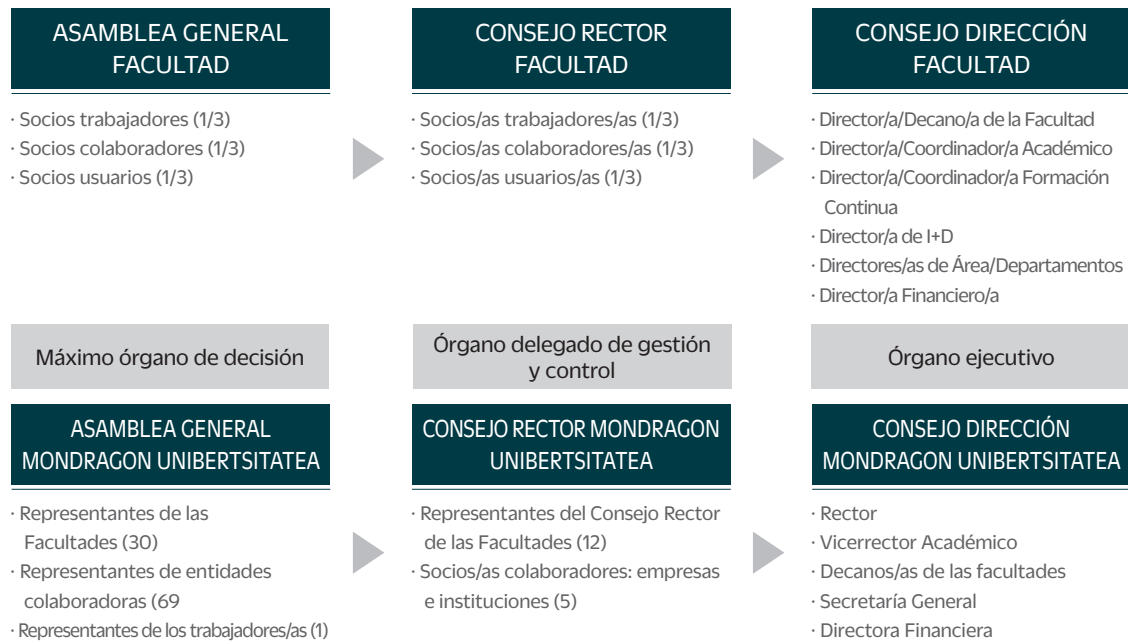 ASAMBLEA GENERAL
FACULTAD
· Socios trabajadores (1/3)
· Socios colaboradores (1/3)
· Socios usuarios (1/3)
CONSEJO RECTOR
FACULTAD
· Socios/as trabajadores/as (1/3)
· Socios/as colaboradores/as (1/3)
· Socios/as usuarios/as (1/3)
CONSEJO DIRECCIÓN
FACULTAD
· Director/a/Decano/a de la Facultad
· Director/a/Coordinador/a Académico
· Director/a/Coordinador/a Formación
Continua
· Director/a de I+D
· Directores/as de Área/Departamentos
· Director/a Financiero/a
Máximo órgano de decisión
Órgano delegado de gestión
y control
Órgano ejecutivo
ASAMBLEA GENERAL
MONDRAGON UNIBERTSITATEA
· Representantes de las
Facultades (30)
· Representantes de entidades
colaboradoras (69
· Representantes de los trabajadores/as (1)
CONSEJO RECTOR MONDRAGON
UNIBERTSITATEA
· Representantes del Consejo Rector
de las Facultades (12)
· Socios/as colaboradores: empresas
e instituciones (5)
CONSEJO DIRECCIÓN
MONDRAGON UNIBERTSITATEA
· Rector
· Vicerrector Académico
· Decanos/as de las facultades
· Secretaría General
· Directora Financiera